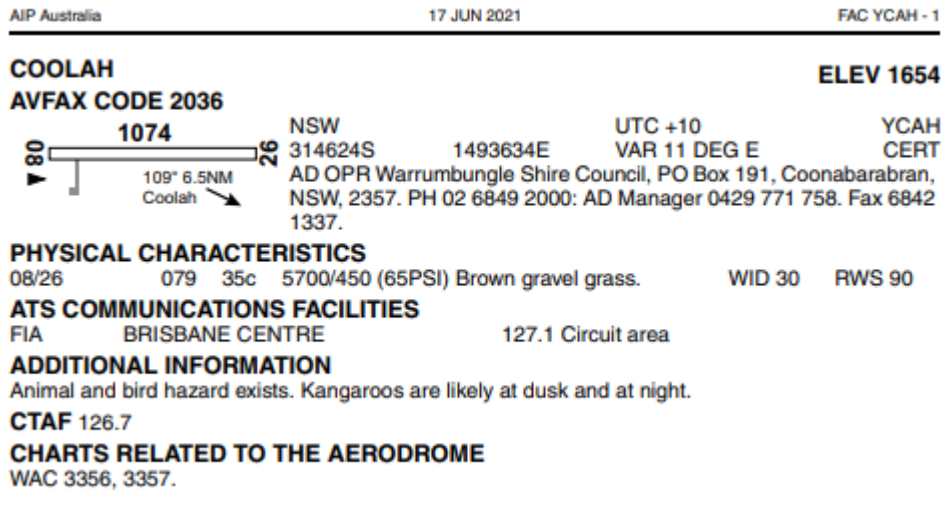 AIP Australia 17 JUN 2021 FAC YCAH - 1
COOLAH ELEV 1654
AVFAX CODE 2036
1074
08 26
109° 6.5NM
Coolah
NSW UTC +10 YCAH
314624S 1493634E VAR 11 DEG E CERT
AD OPR Warrumbungle Shire Council, PO Box 191, Coonabarabran,
NSW, 2357. PH 02 6849 2000: AD Manager 0429 771 758. Fax 6842
1337.
PHYSICAL CHARACTERISTICS
08/26 079 35c 5700/450 (65PSI) Brown gravel grass. WID 30 RWS 90
ATS COMMUNICATIONS FACILITIES
FIA BRISBANE CENTRE 127.1 Circuit area
ADDITIONAL INFORMATION
Animal and bird hazard exists. Kangaroos are likely at dusk and at night.
CTAF 126.7
CHARTS RELATED TO THE AERODROME
WAC 3356, 3357.